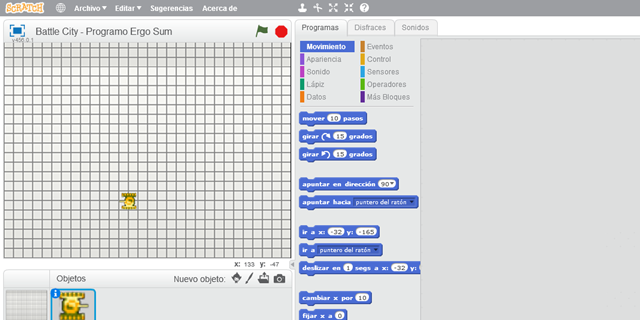 SCRATCH Archivo Editar Sugerencias Acerca de
Battle City - Programo Ergo Sum
v456.0.1
Programas Disfraces Sonidos
Movimiento Eventos
Apariencia Control
Sonido Sensores
Lápiz Operadores
Datos Más Bloques
mover 10 pasos
girar 15 grados
girar 15 grados
apuntar en dirección 90
apuntar hacia puntero del ratón
ir a x: -32 y: -165
ir a puntero del ratón
deslizar en 1 segs a x: -32 y:
cambiar x por 10
fijar x a 0
x: 133 y: -47
Objetos Nuevo objeto: